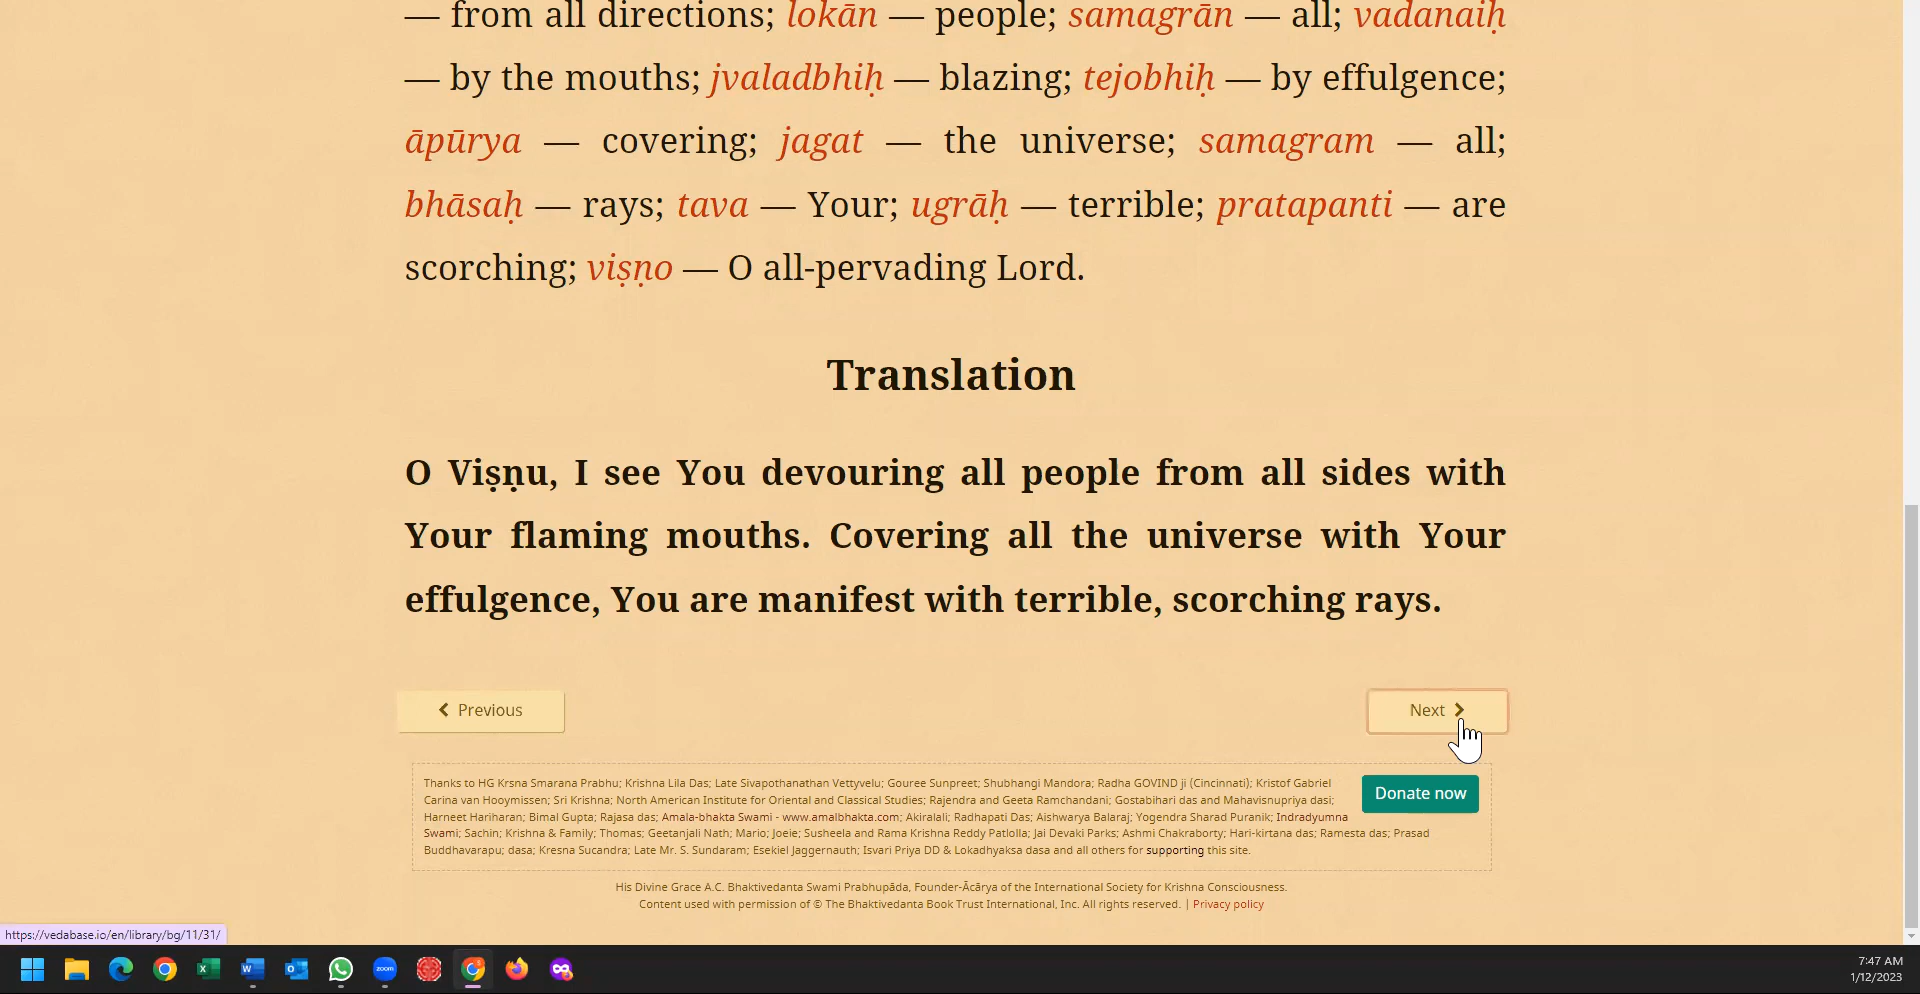 — from all directions; lokān — people; samagrān — all; vadanaiḥ
— by the mouths; jvaladbhiḥ — blazing; tejobhiḥ — by effulgence;
āpūrya — covering; jagat — the universe; samagram — all;
bhāsaḥ — rays; tava — Your; ugrāḥ — terrible; pratapanti — are
scorching; viṣṇo — O all-pervading Lord.
Translation
O Viṣṇu, I see You devouring all people from all sides with
Your flaming mouths. Covering all the universe with Your
effulgence, You are manifest with terrible, scorching rays.
Previous
Next
Thanks to HG Krsna Smarana Prabhu; Krishna Lila Das; Late Sivapothanathan Vettyvelu; Gouree Sunpreet; Shubhangi Mandora; Radha GOVIND ji (Cincinnati); Kristof Gabriel
Carina van Hooymissen; Sri Krishna; North American Institute for Oriental and Classical Studies; Rajendra and Geeta Ramchandani; Gostabihari das and Mahavisnupriya dasi;
Harneet Hariharan; Bimal Gupta; Rajasa das; Amala-bhakta Swami - www.amalbhakta.com; Akiralali; Radhapati Das; Aishwarya Balaraj; Yogendra Sharad Puranik; Indradyumna
Swami; Sachin; Krishna & Family; Thomas; Geetanjali Nath; Mario; Joeie; Susheela and Rama Krishna Reddy Patlolla; Jai Devaki Parks; Ashmi Chakraborty; Hari-kirtana das; Ramesta das; Prasad
Buddhavarapu; dasa; Kresna Sucandra; Late Mr. S. Sundaram; Esekiel Jaggernauth; Isvari Priya DD & Lokadhyaksa dasa and all others for supporting this site.
Donate now
His Divine Grace A.C. Bhaktivedanta Swami Prabhupāda, Founder-Ācārya of the International Society for Krishna Consciousness.
Content used with permission of © The Bhaktivedanta Book Trust International, Inc. All rights reserved. | Privacy policy
https://vedabase.io/en/library/bg/11/31/
zoom
7:47 AM
1/12/2023